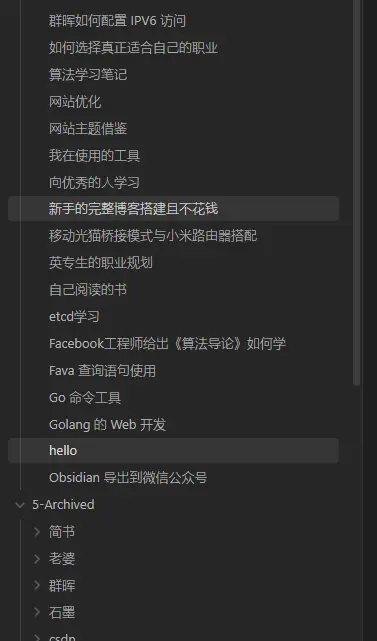 群晖如何配置 IPV6 访问
如何选择真正适合自己的职业
算法学习笔记
网站优化
网站主题借鉴
我在使用的工具
向优秀的人学习
新手的完整博客搭建且不花钱
移动光猫桥接模式与小米路由器搭配
英专生的职业规划
自己阅读的书
etcd学习
Facebook工程师给出《算法导论》如何学
Fava 查询语句使用
Go 命令工具
Golang 的 Web 开发
hello
Obsidian 导出到微信公众号
5-Archived
简书
老婆
群晖
石墨
csdn